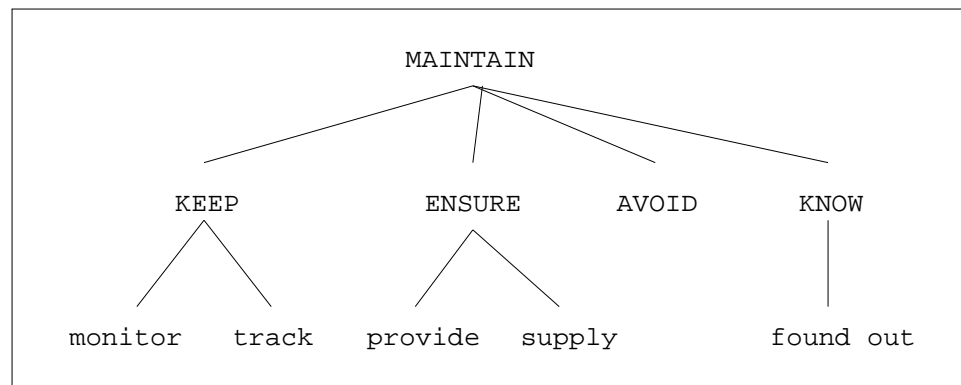 MAINTAIN
KEEP ENSURE AVOID KNOW
monitor track provide supply found out